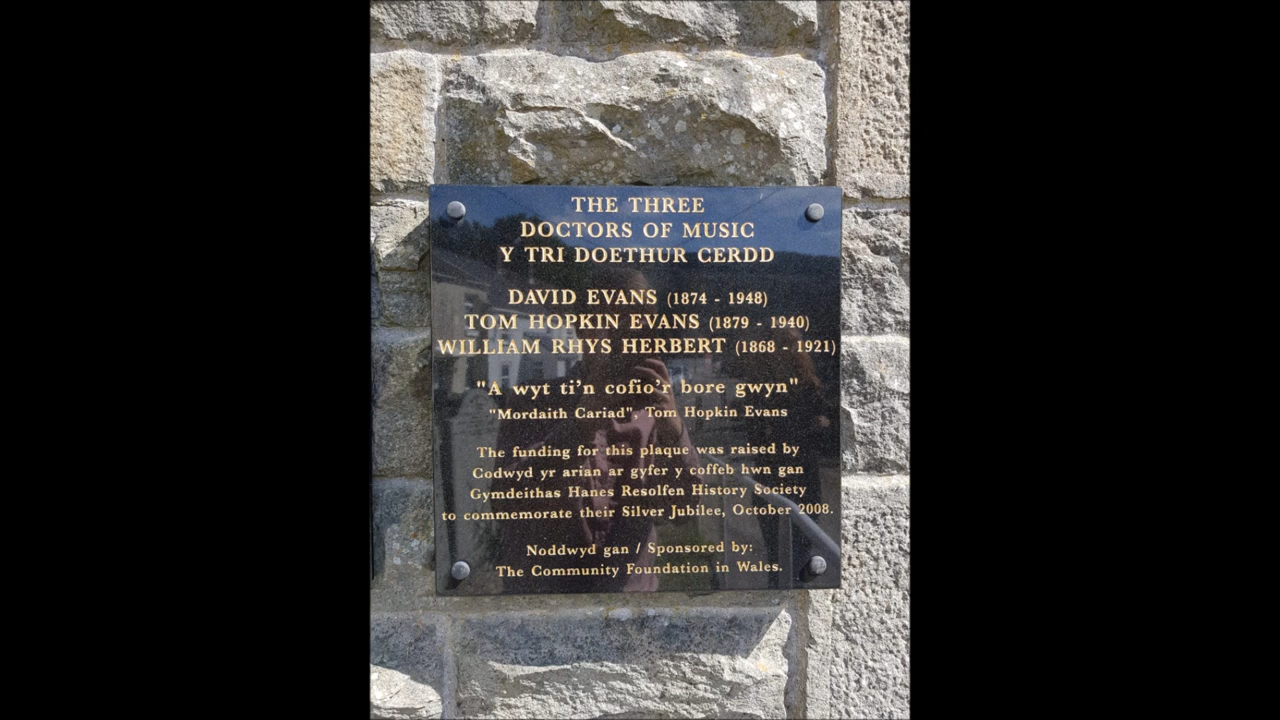 THE THREE
DOCTORS OF MUSIC
Y TRI DOETHUR CERDD
DAVID EVANS (1874 - 1948)
TOM HOPKIN EVANS (1879 - 1940)
WILLIAM RHYS HERBERT (1868 - 1921)
"A wyt ti'n cofio'r bore gwyn"
"Mordaith Cariad", Tom Hopkin Evans
The funding for this plaque was raised by
Codwyd yr arian ar gyfer y coffeb hwn gan
Gymdeithas Hanes Resolfen History Society
to commemorate their Silver Jubilee, October 2008.
Noddwyd gan / Sponsored by:
The Community Foundation in Wales.